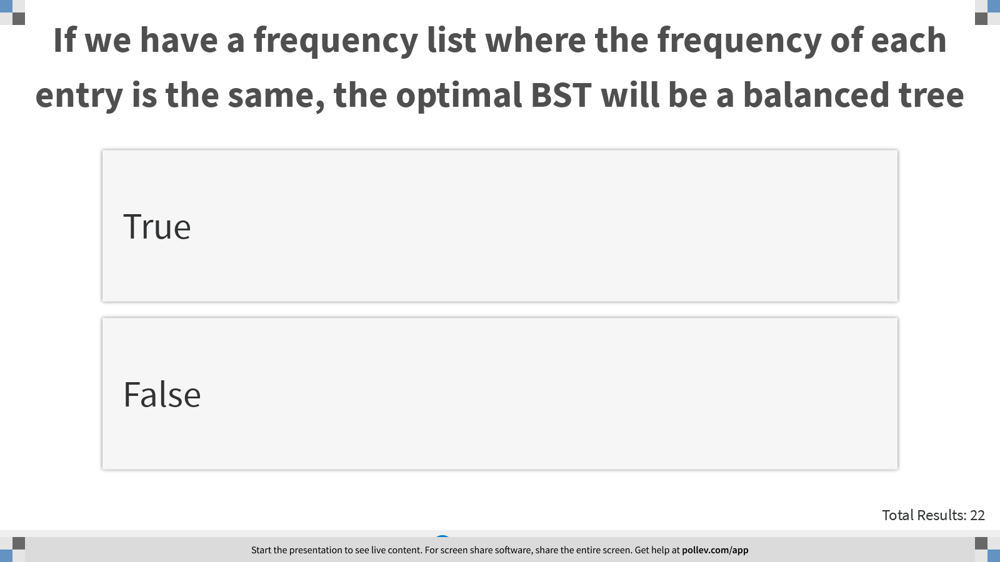 If we have a frequency list where the frequency of each
entry is the same, the optimal BST will be a balanced tree
True
False
Total Results: 22
Start the presentation to see live content. For screen share software, share the entire screen. Get help at pollev.com/app